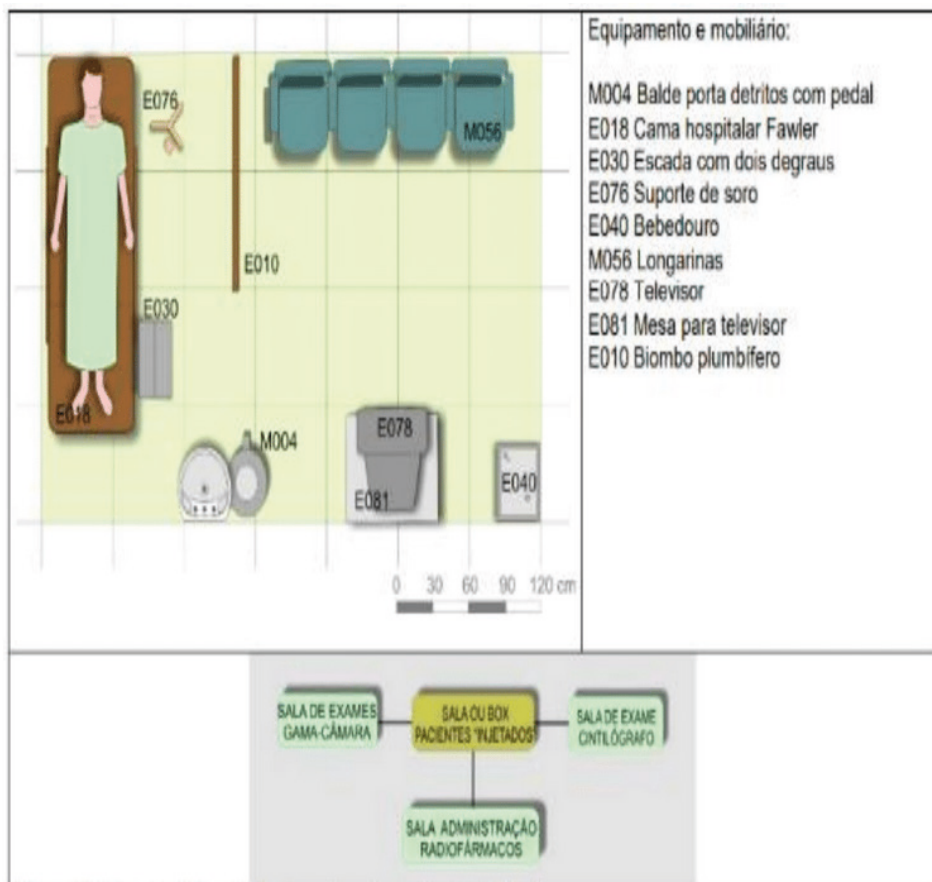 Equipamento e mobiliário:
M004 Balde porta detritos com pedal
E018 Cama hospitalar Fawler
E030 Escada com dois degraus
E076 Suporte de soro
E040 Bebedouro
M056 Longarinas
E078 Televisor
E081 Mesa para televisor
E010 Biombo plumbífero
E076
M056
E010
E030
E018
M004
E078
E081
E040
0 30 60 90 120 cm
SALA DE EXAMES
GAMA-CÂMARA
SALA OU BOX
PACIENTES "INJETADOS"
SALA DE EXAME
CINTILÓGRAFO
SALA ADMINISTRAÇÃO
RADIOFÁRMACOS